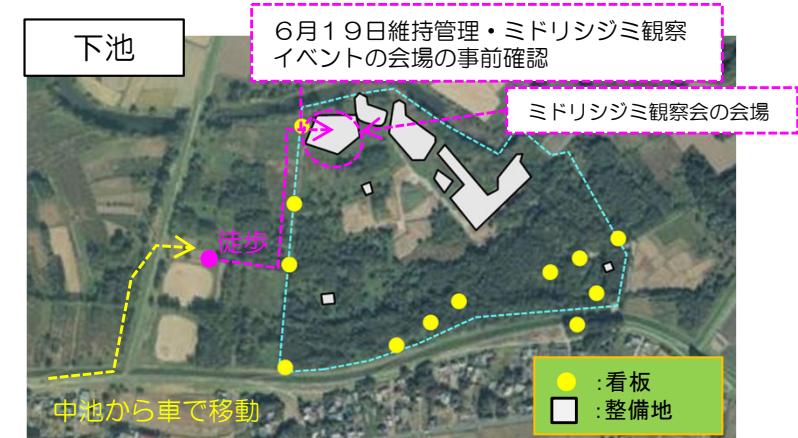 下池
６月１９日維持管理・ミドリシジミ観察
イベントの会場の事前確認
ミドリシジミ観察会の会場
徒歩
中池から車で移動
:看板
:整備地